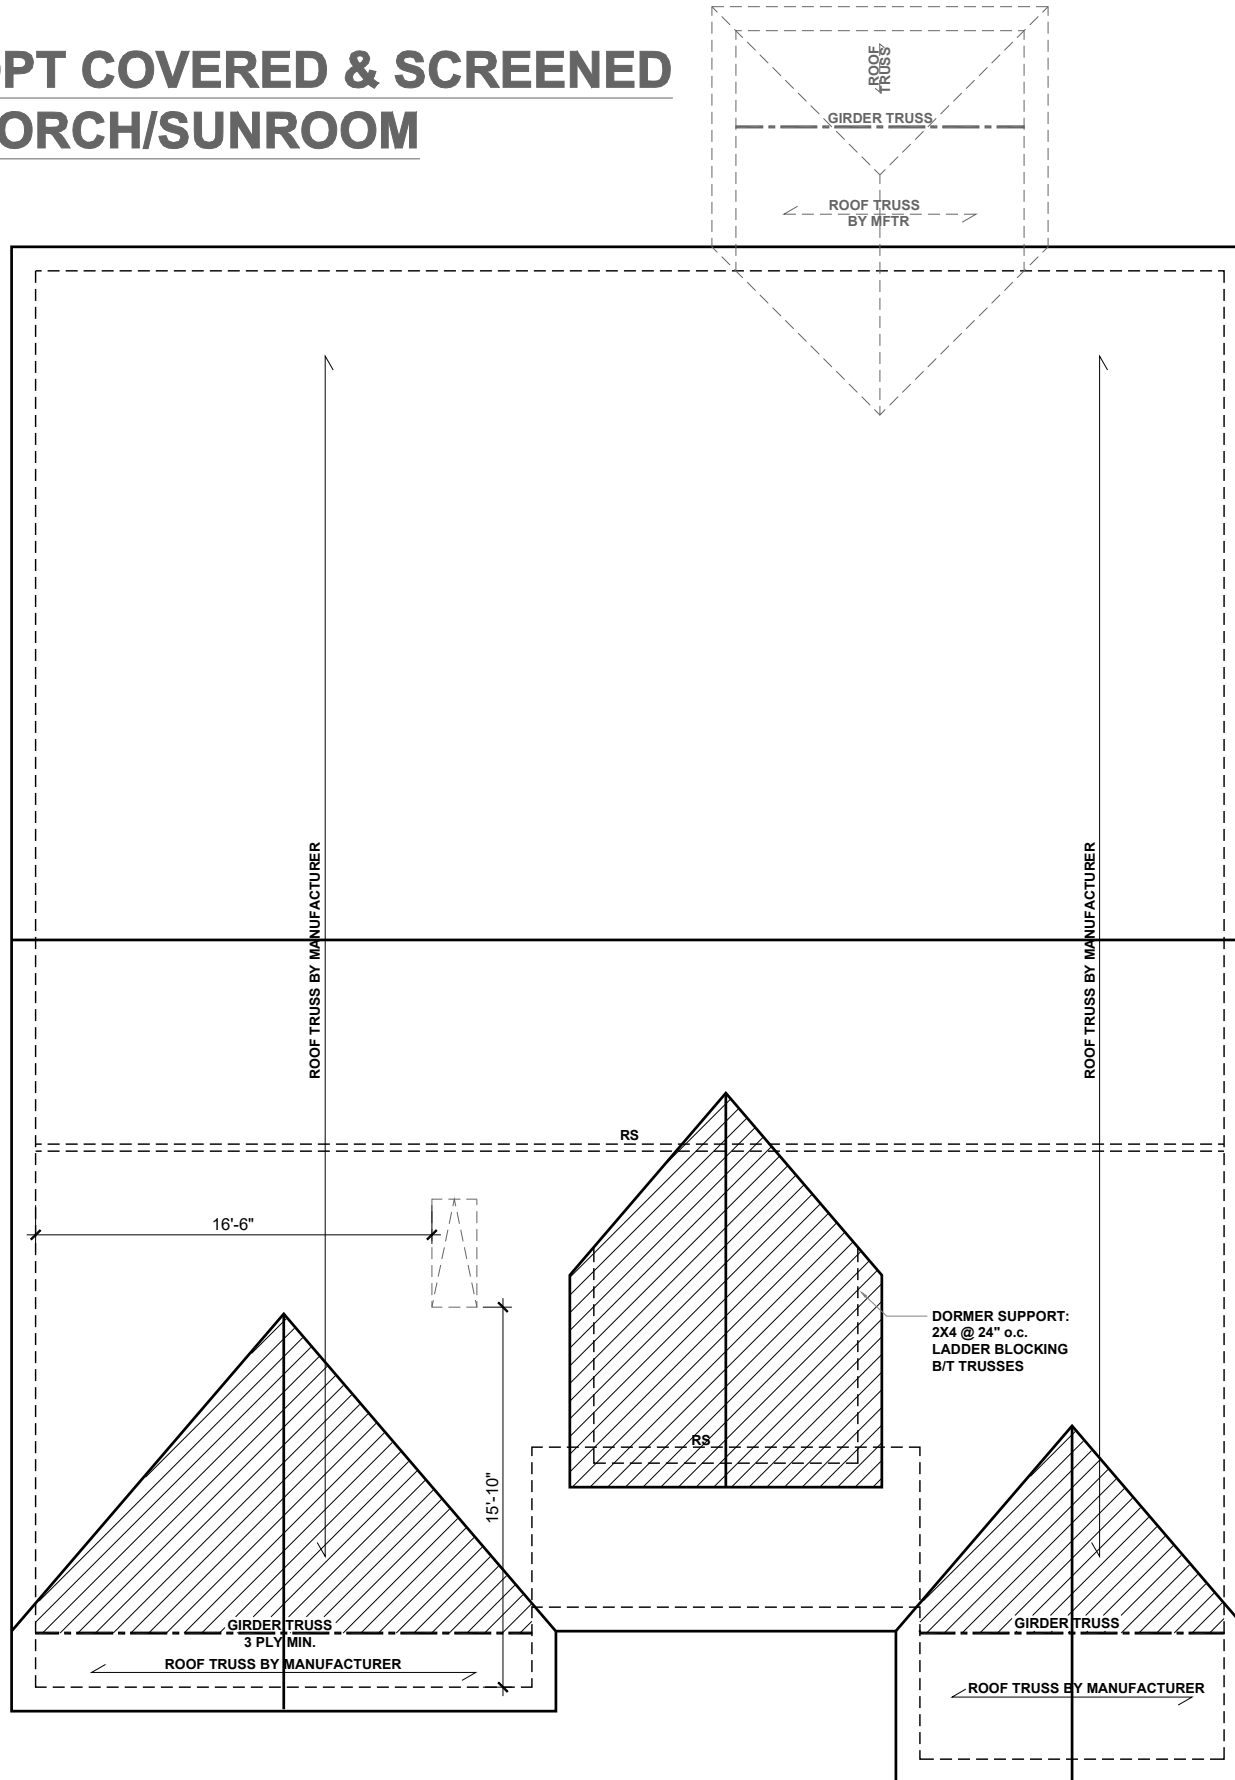 OPT COVERED & SCREENED
PORCH/SUNROOM
ROOF
TRUSS
GIRDER TRUSS
ROOF TRUSS
BY MFTR
ROOF TRUSS BY MANUFACTURER
ROOF TRUSS BY MANUFACTURER
RS
16'-6"
DORMER SUPPORT:
2X4 @ 24" o.c.
LADDER BLOCKING
B/T TRUSSES
RS
15'-10"
GIRDER TRUSS
3 PLY MIN.
ROOF TRUSS BY MANUFACTURER
GIRDER TRUSS
ROOF TRUSS BY MANUFACTURER